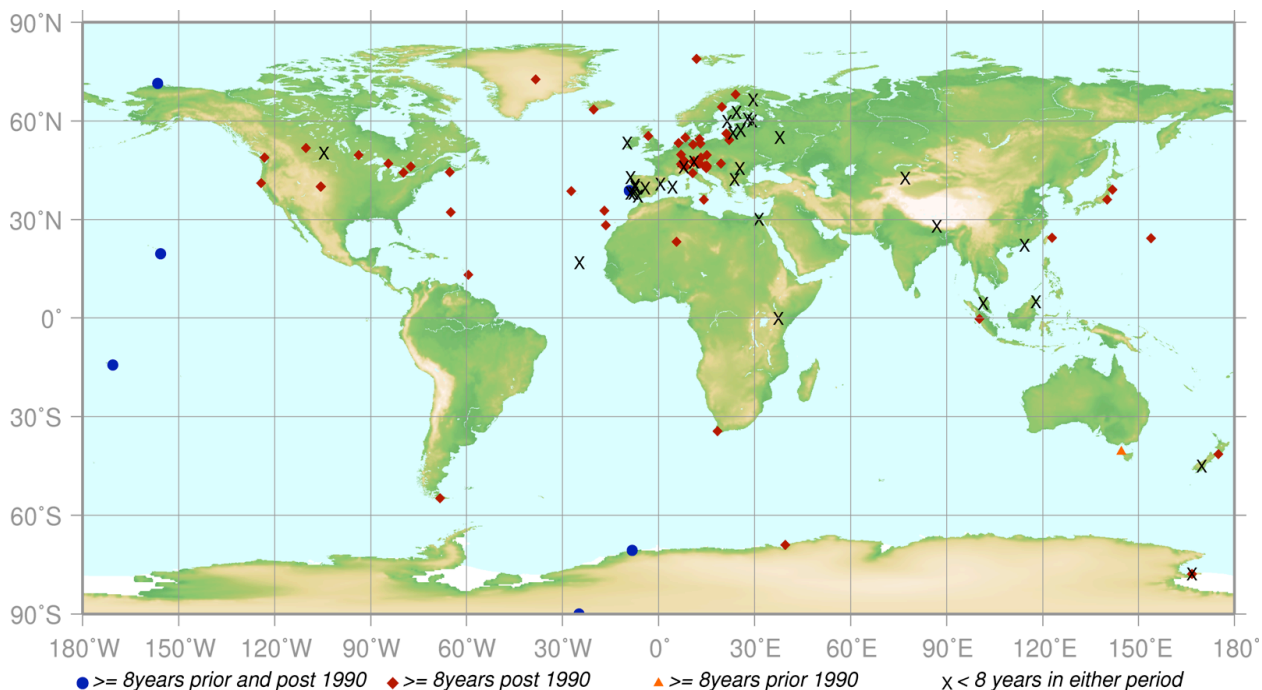 90°N
60°N
30°N
0°
30°S
60°S
90°S
180°W 150°W 120°W 90°W 60°W 30°W 0° 30°E 60°E 90°E 120°E 150°E 180°
>= 8years prior and post 1990 >= 8years post 1990 >= 8years prior 1990 x < 8 years in either period